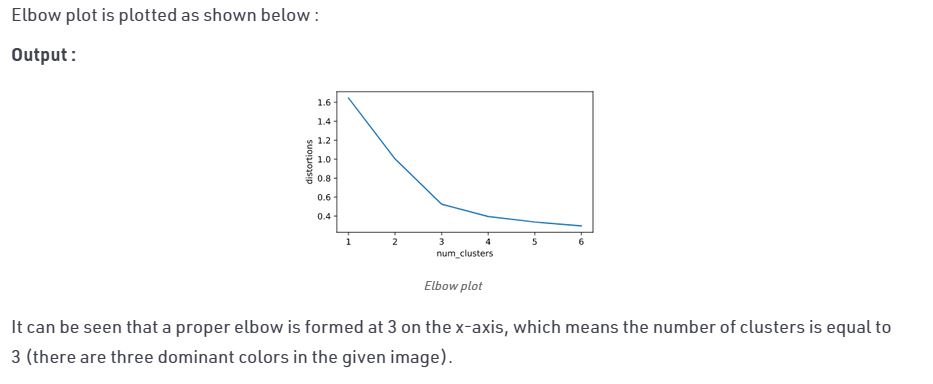 Elbow plot is plotted as shown below :
Output :
1.6
1.4
1.2
1.0
0.8
0.6
0.4
distortions
1 2 3 4 5 6
num_clusters
Elbow plot
It can be seen that a proper elbow is formed at 3 on the x-axis, which means the number of clusters is equal to
3 (there are three dominant colors in the given image).